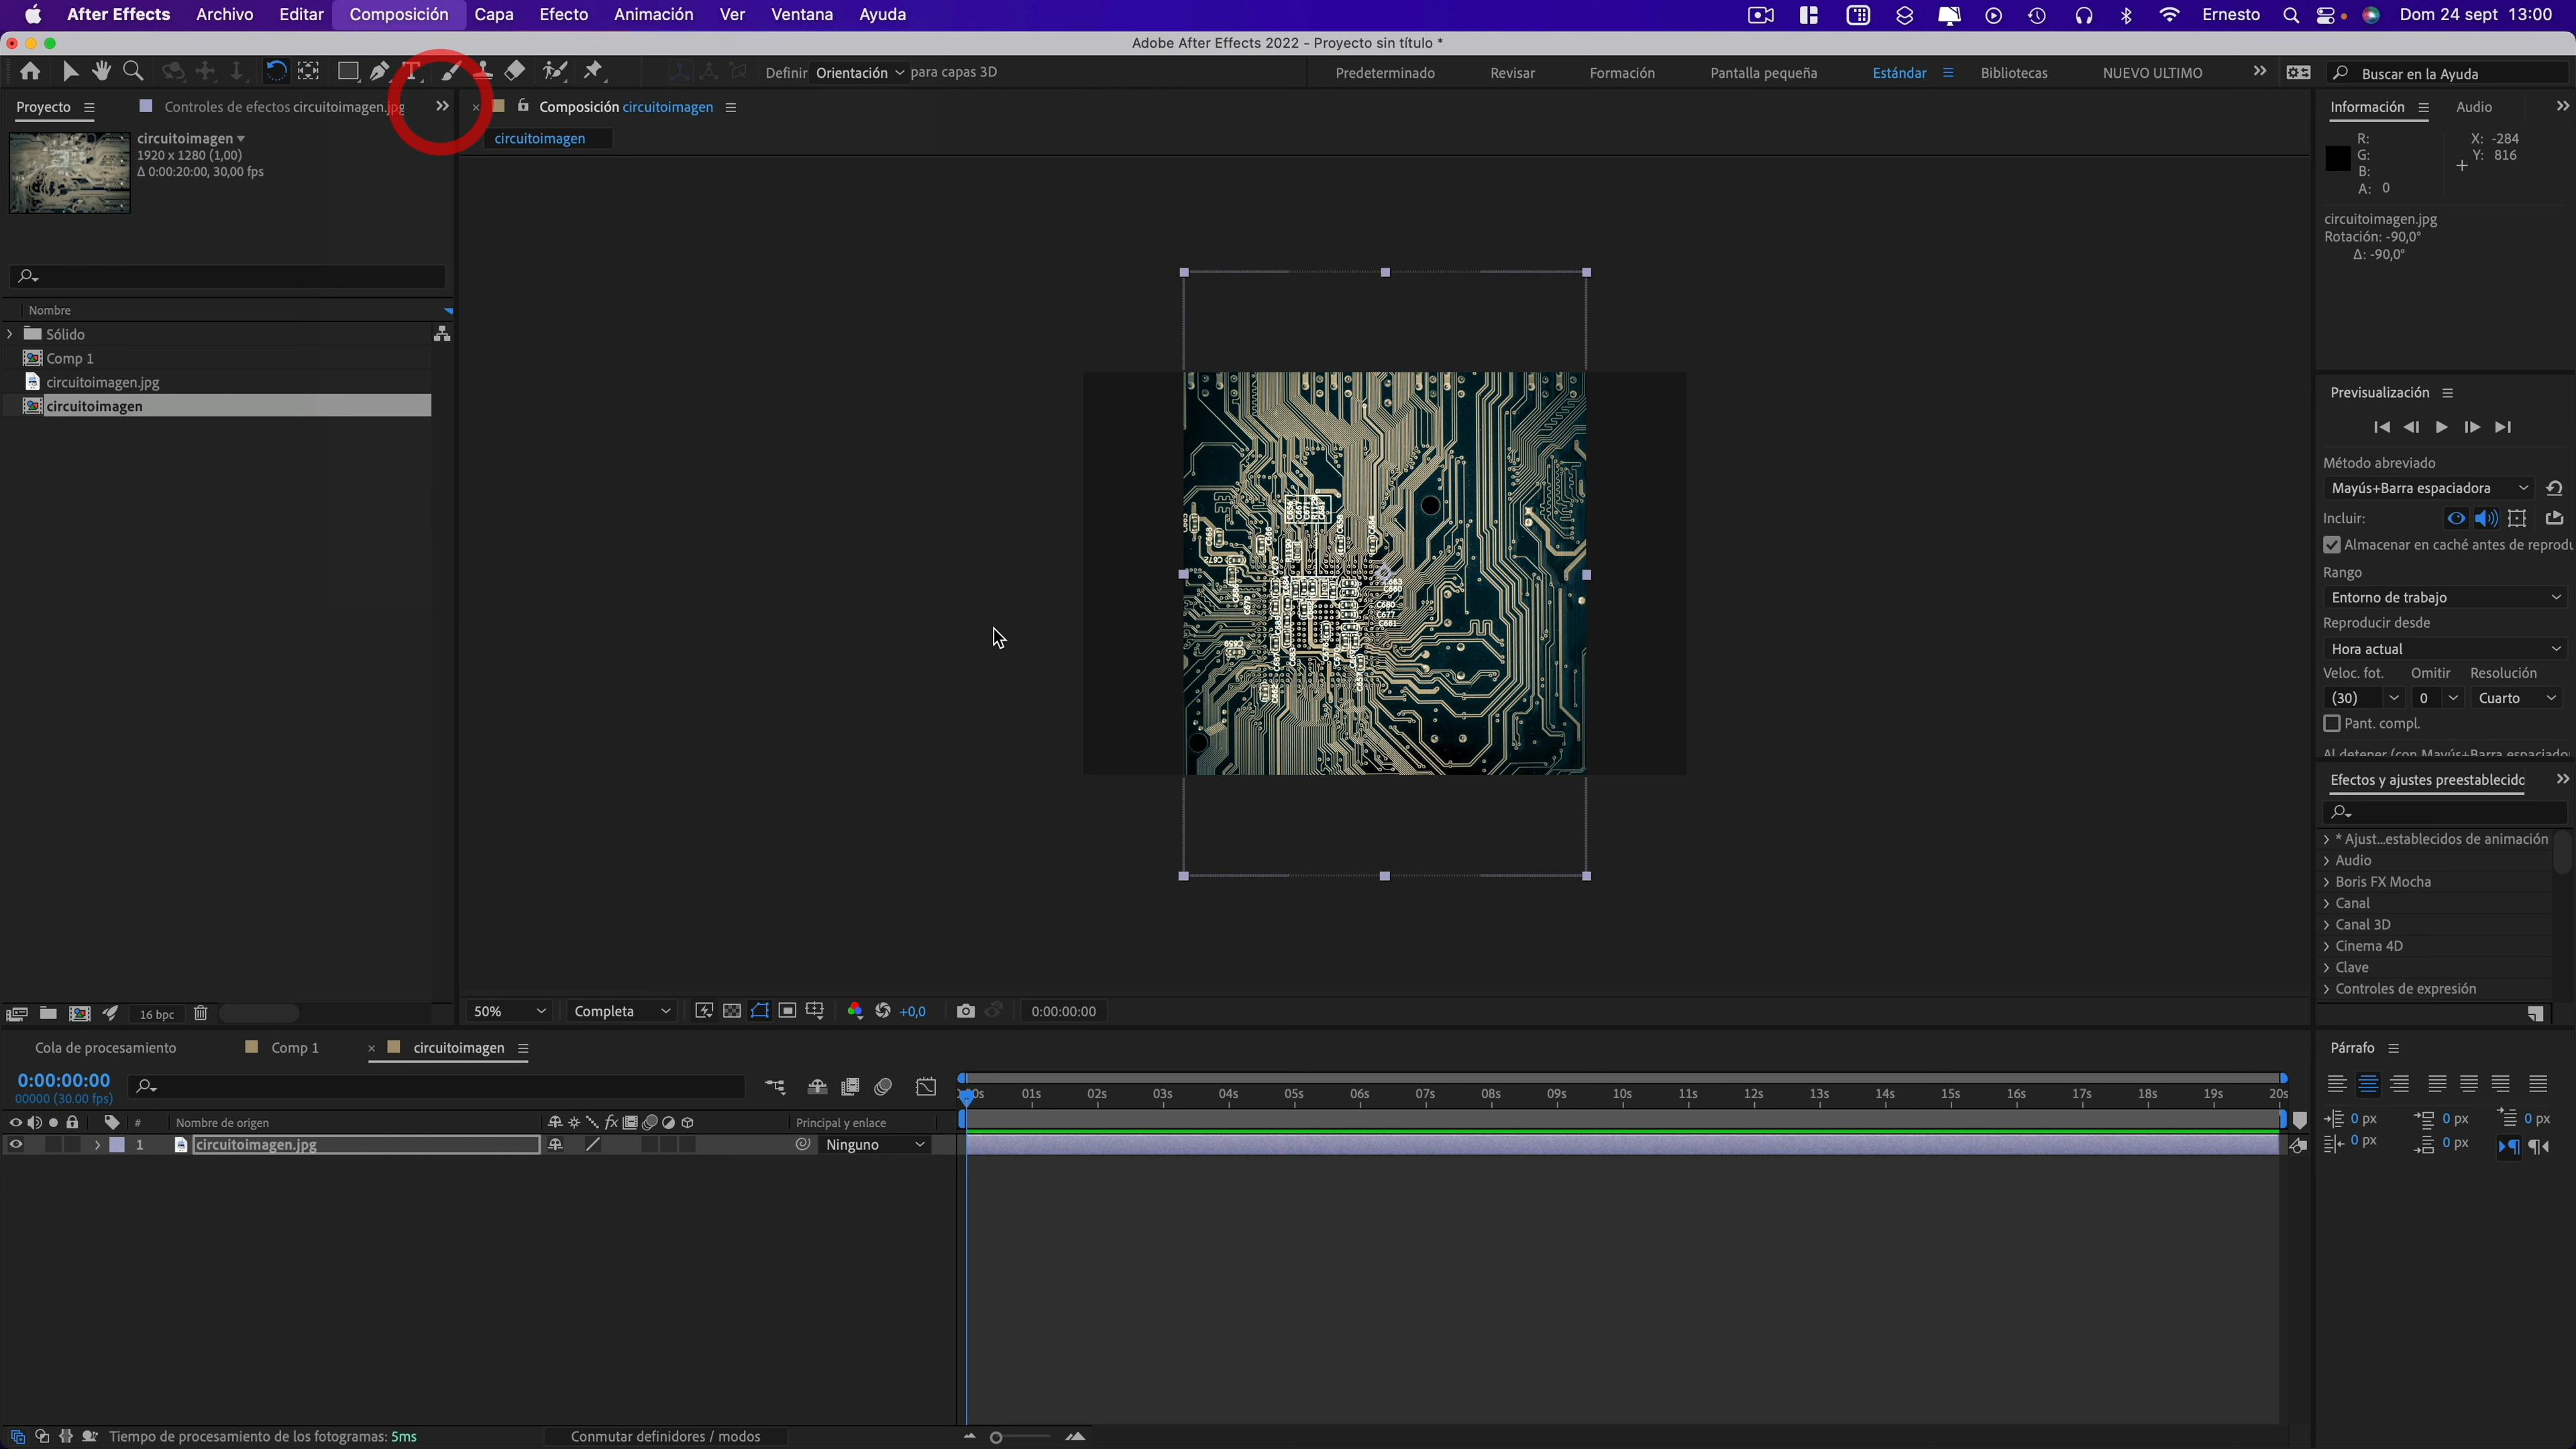 After Effects Archivo Editar Composición Capa Efecto Animación Ver Ventana Ayuda Ernesto Dom 24 sept 13:00
Adobe After Effects 2022 - Proyecto sin título *
Definir Orientación para capas 3D Predeterminado Revisar Formación Pantalla pequeña Estándar Bibliotecas NUEVO ULTIMO Buscar en la Ayuda
Proyecto Controles de efectos circuitoimagen.jpg
Composición circuitoimagen
circuitoimagen
circuitoimagen
1920 x 1280 (1,00)
Δ 0:00:20:00, 30,00 fps
Nombre
Sólido
Comp 1
circuitoimagen.jpg
circuitoimagen
16 bpc
50% Completa +0,0 0:00:00:00
Información Audio
R: X: -284
G: Y: 816
B:
A: 0
circuitoimagen.jpg
Rotación: -90,0°
Δ: -90,0°
Previsualización
Método abreviado
Mayús+Barra espaciadora
Incluir:
Almacenar en caché antes de reprodu
Rango
Entorno de trabajo
Reproducir desde
Hora actual
Veloc. fot. Omitir Resolución
(30) 0 Cuarto
Pant. compl.
Al detener (con Mayús+Barra espaciado
Efectos y ajustes preestablecido
* Ajust...establecidos de animación
Audio
Boris FX Mocha
Canal
Canal 3D
Cinema 4D
Clave
Controles de expresión
Cola de procesamiento Comp 1 circuitoimagen
0:00:00:00
00000 (30.00 fps)
# Nombre de origen fx Principal y enlace
1 circuitoimagen.jpg Ninguno
0s 01s 02s 03s 04s 05s 06s 07s 08s 09s 10s 11s 12s 13s 14s 15s 16s 17s 18s 19s 20s
Párrafo
0 px 0 px 0 px
0 px 0 px
Tiempo de procesamiento de los fotogramas: 5ms Conmutar definidores / modos